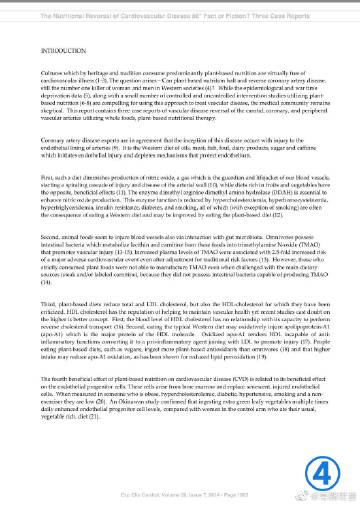 The Nutritional Reversal of Cardiovascular Disease â€" Fact or Fiction? Three Case Reports
INTRODUCTION
Cultures which by heritage and tradition consume predominantly plant-based nutrition are virtually free of
cardiovascular illness (1-3). The question arises—Can plant based nutrition halt and reverse coronary artery disease,
still the number one killer of women and men in Western societies (4)? While the epidemiological and war time
deprivation data (5), along with a small number of controlled and uncontrolled intervention studies utilizing plant-
based nutrition (6-8) are compelling for using this approach to treat vascular disease, the medical community remains
skeptical. This report contains three case reports of vascular disease reversal of the carotid, coronary, and peripheral
vascular arteries utilizing whole foods, plant-based nutritional therapy.
Coronary artery disease experts are in agreement that the inception of this disease occurs with injury to the
endothelial lining of arteries (9). It is the Western diet of oils, meat, fish, fowl, dairy products, sugar and caffeine
which initiates endothelial injury and depletes mechanisms that protect endothelium.
First, such a diet diminishes production of nitric oxide, a gas which is the guardian and lifejacket of our blood vessels,
starting a spiraling cascade of injury and disease of the arterial wall (10), while diets rich in fruits and vegetables have
the opposite, beneficial effects (11). The enzyme dimethyl arginine dimethyl amino hydrolase (DDAH) is essential to
enhance nitric oxide production. This enzyme function is reduced by hypercholesterolemia, hyperhomocysteinemia,
hypertriglyceridemia, insulin resistance, diabetes, and smoking, all of which (with exception of smoking) are often
the consequence of eating a Western diet and may be improved by eating the plant-based diet (12).
Second, animal foods seem to injure blood vessels also via interaction with gut microbiota. Omnivores possess
intestinal bacteria which metabolize lecithin and carnitine from these foods into trimethylamine N-oxide (TMAO)
that promotes vascular injury (13-15). Increased plasma levels of TMAO were associated with 2.5-fold increased risk
of a major adverse cardiovascular event even after adjustment for traditional risk factors (13). However, those who
strictly consumed plant foods were not able to manufacture TMAO even when challenged with the main dietary
sources (steak and/or labeled carnitine), because they did not possess intestinal bacteria capable of producing TMAO
(14).
Third, plant-based diets reduce total and LDL cholesterol, but also the HDL-cholesterol for which they have been
criticized. HDL cholesterol has the reputation of helping to maintain vascular health yet recent studies cast doubt on
the higher is better concept. First, the blood level of HDL cholesterol has no relationship with its capacity to perform
reverse cholesterol transport (16). Second, eating the typical Western diet may oxidatively injure apolipoprotein-A1
(apo-A1) which is the major protein of the HDL molecule. Oxidized apo-A1 renders HDL incapable of anti
inflammatory functions converting it to a pro-inflammatory agent joining with LDL to promote injury (17). People
eating plant-based diets, such as vegans, ingest more plant based antioxidants than omnivores (18) and that higher
intake may reduce apo-A1 oxidation, as has been shown for reduced lipid peroxidation (19).
The fourth beneficial effect of plant-based nutrition on cardiovascular disease (CVD) is related to its beneficial effect
on the endothelial progenitor cells. These cells arise from bone marrow and replace senescent, injured endothelial
cells. When measured in someone who is obese, hypercholesterolemic, diabetic, hypertensive, smoking and a non-
exerciser they are low (20). An Okinawan study confirmed that ingesting extra green leafy vegetables multiple times
daily enhanced endothelial progenitor cell levels, compared with women in the control arm who ate their usual,
vegetable rich, diet (21).
4
Exp Clin Cardiol, Volume 20, Issue 7, 2014 - Page 1902